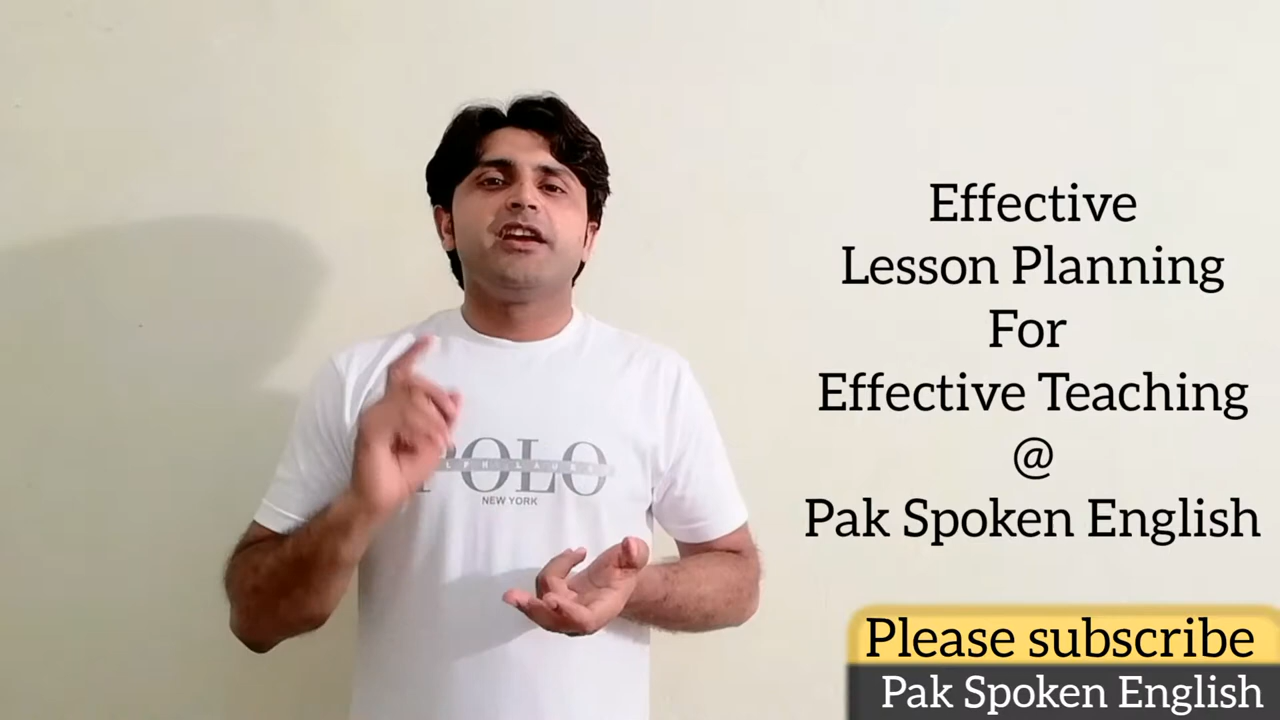 Effective
Lesson Planning
For
Effective Teaching
@
Pak Spoken English
POLO
NEW YORK
Please subscribe
Pak Spoken English